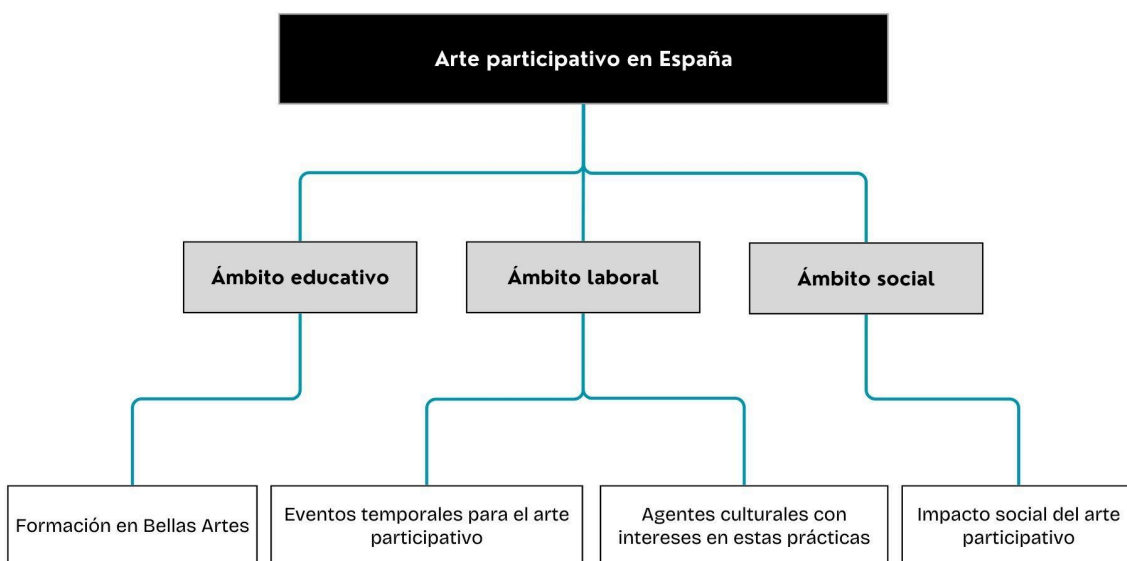 Arte participativo en España
Ámbito educativo
Ámbito laboral
Ámbito social
Formación en Bellas Artes
Eventos temporales para el arte
participativo
Agentes culturales con
intereses en estas prácticas
Impacto social del arte
participativo